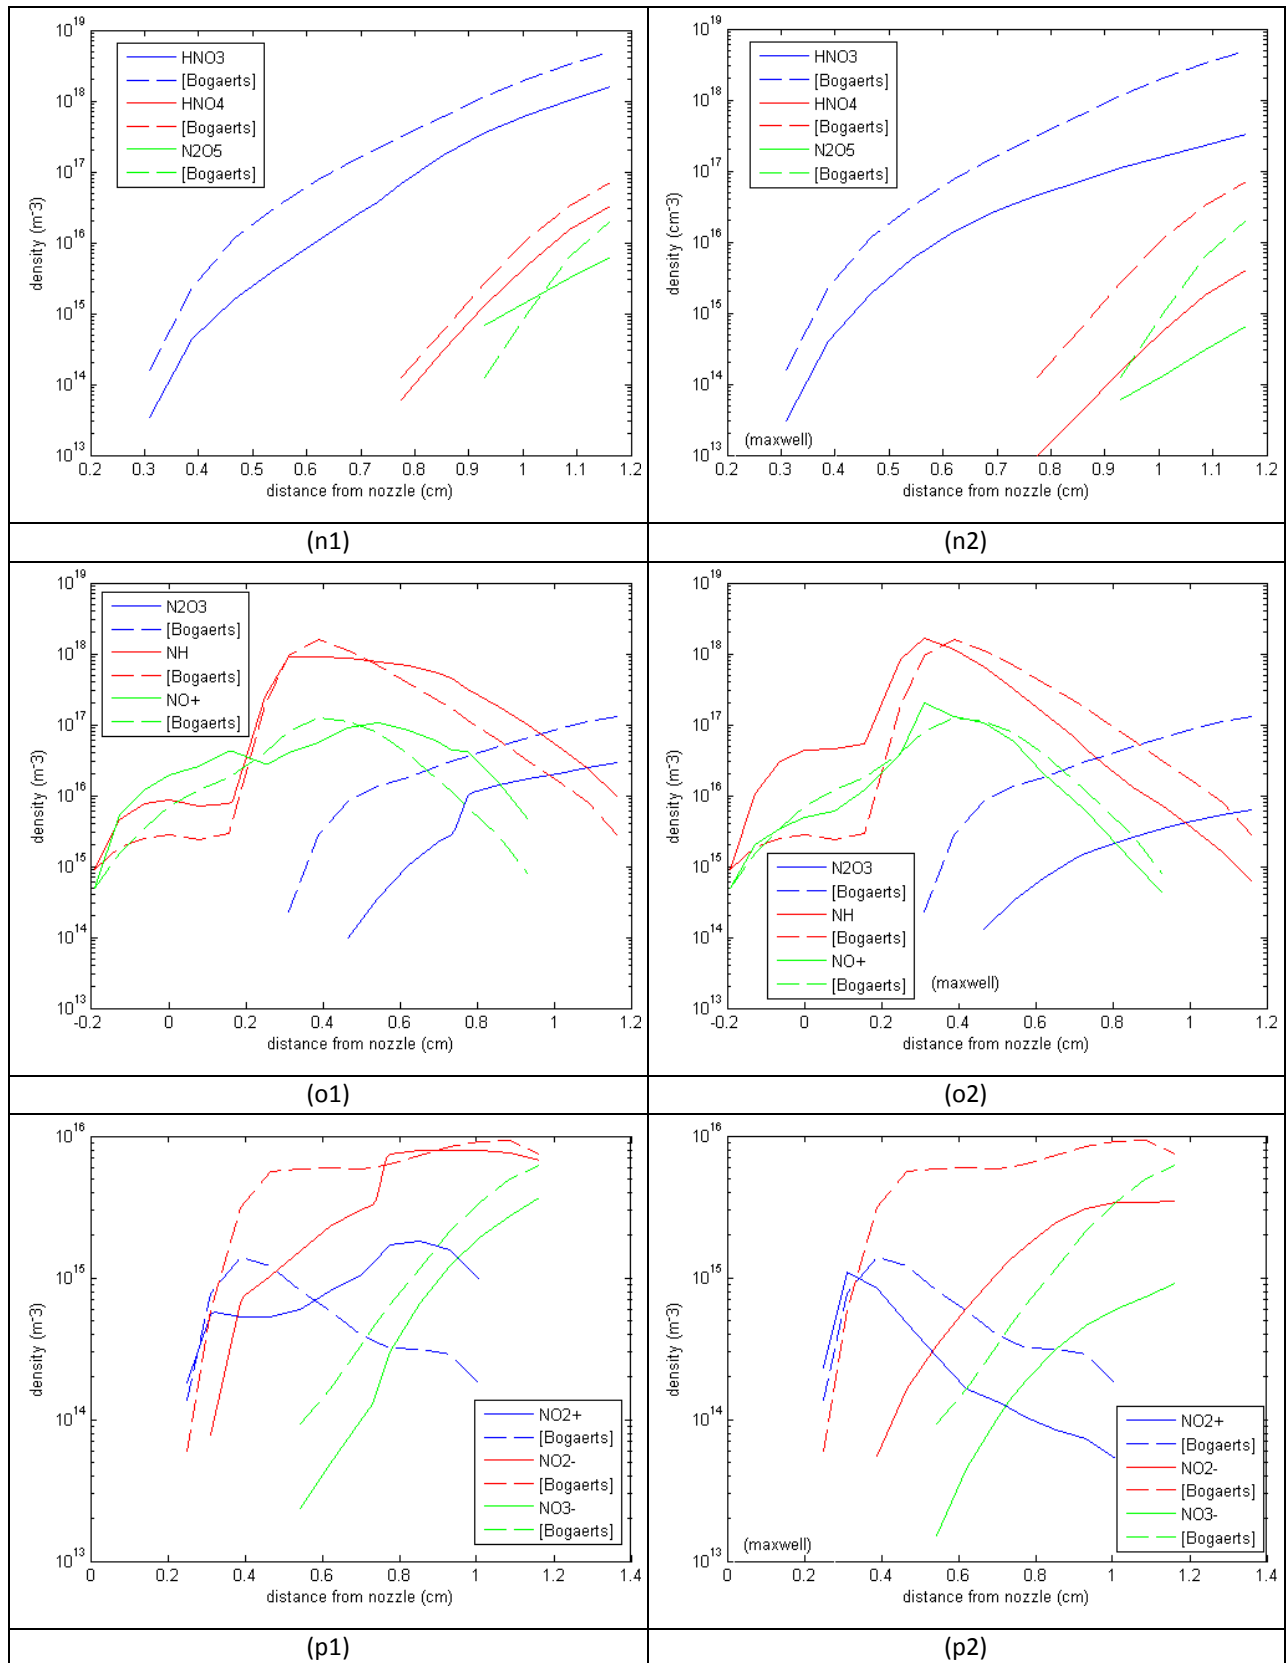 10^19
10^18
10^17
10^16
10^15
10^14
10^13
density (m^-3)
HNO3
[Bogaerts]
HNO4
[Bogaerts]
N2O5
[Bogaerts]
0.2 0.3 0.4 0.5 0.6 0.7 0.8 0.9 1 1.1 1.2
distance from nozzle (cm)
10^19
10^18
10^17
10^16
10^15
10^14
10^13
density (cm^-3)
HNO3
[Bogaerts]
HNO4
[Bogaerts]
N2O5
[Bogaerts]
(maxwell)
0.2 0.3 0.4 0.5 0.6 0.7 0.8 0.9 1 1.1 1.2
distance from nozzle (cm)
(n1)
(n2)
10^19
10^18
10^17
10^16
10^15
10^14
10^13
density (m^-3)
N2O3
[Bogaerts]
NH
[Bogaerts]
NO+
[Bogaerts]
-0.2 0 0.2 0.4 0.6 0.8 1 1.2
distance from nozzle (cm)
10^19
10^18
10^17
10^16
10^15
10^14
10^13
density (m^-3)
N2O3
[Bogaerts]
NH
[Bogaerts]
NO+
[Bogaerts]
(maxwell)
-0.2 0 0.2 0.4 0.6 0.8 1 1.2
distance from nozzle (cm)
(o1)
(o2)
10^16
10^15
10^14
10^13
density (m^-3)
NO2+
[Bogaerts]
NO2-
[Bogaerts]
NO3-
[Bogaerts]
0 0.2 0.4 0.6 0.8 1 1.2 1.4
distance from nozzle (cm)
10^16
10^15
10^14
10^13
density (m^-3)
NO2+
[Bogaerts]
NO2-
[Bogaerts]
NO3-
[Bogaerts]
(maxwell)
0 0.2 0.4 0.6 0.8 1 1.2 1.4
distance from nozzle (cm)
(p1)
(p2)